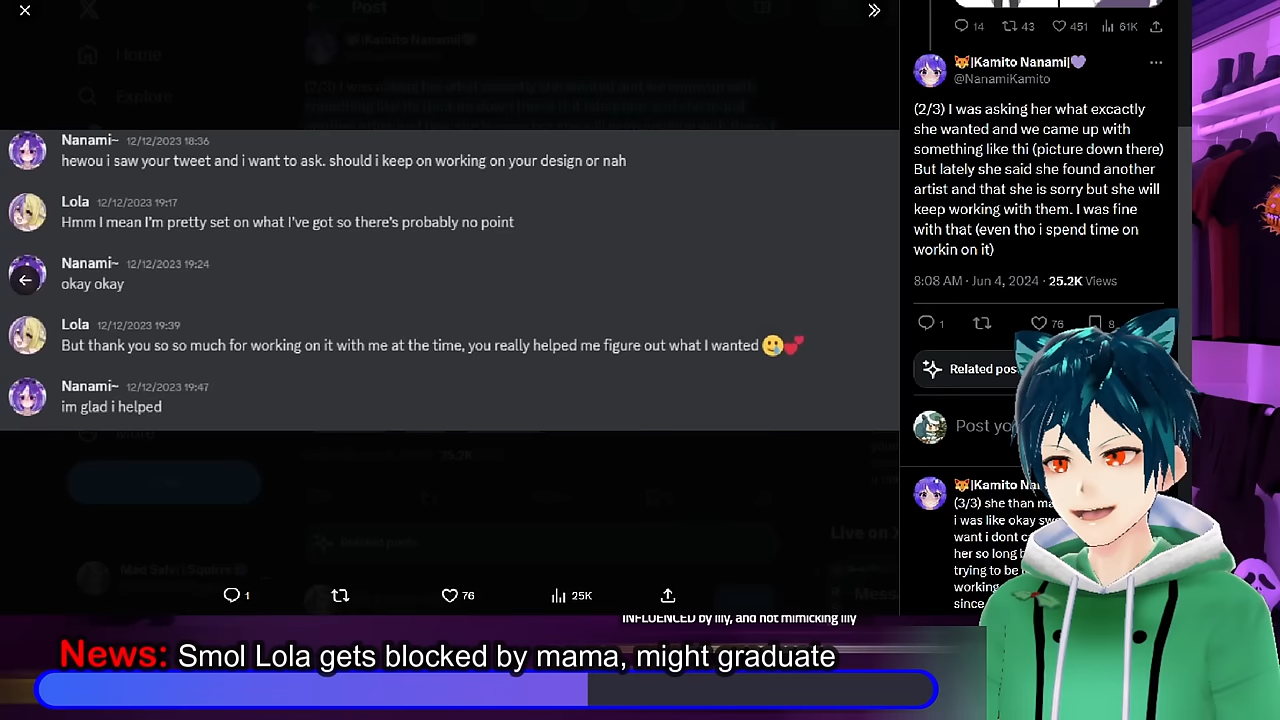 Post
Home
Explore
More
Nanami~ 12/12/2023 18:36
hewou i saw your tweet and i want to ask. should i keep on working on your design or nah
Lola 12/12/2023 19:17
Hmm I mean I'm pretty set on what I've got so there's probably no point
Nanami~ 12/12/2023 19:24
okay okay
Lola 12/12/2023 19:39
But thank you so so much for working on it with me at the time, you really helped me figure out what I wanted 🥲💕
Nanami~ 12/12/2023 19:47
im glad i helped
1 76 25K
14 43 451 61K
🦊|Kamito Nanami|💜
@NanamiKamito
(2/3) I was asking her what excactly
she wanted and we came up with
something like thi (picture down there)
But lately she said she found another
artist and that she is sorry but she will
keep working with them. I was fine
with that (even tho i spend time on
workin on it)
8:08 AM · Jun 4, 2024 · 25.2K Views
1 76 8
Related pos
Post yo
🦊|Kamito Na
(3/3) she than ma
i was like okay sw
want i dont c
her so long b
trying to be
working
since
Live on X
INFLUENCED by lily, and not mimicking lily
News: Smol Lola gets blocked by mama, might graduate